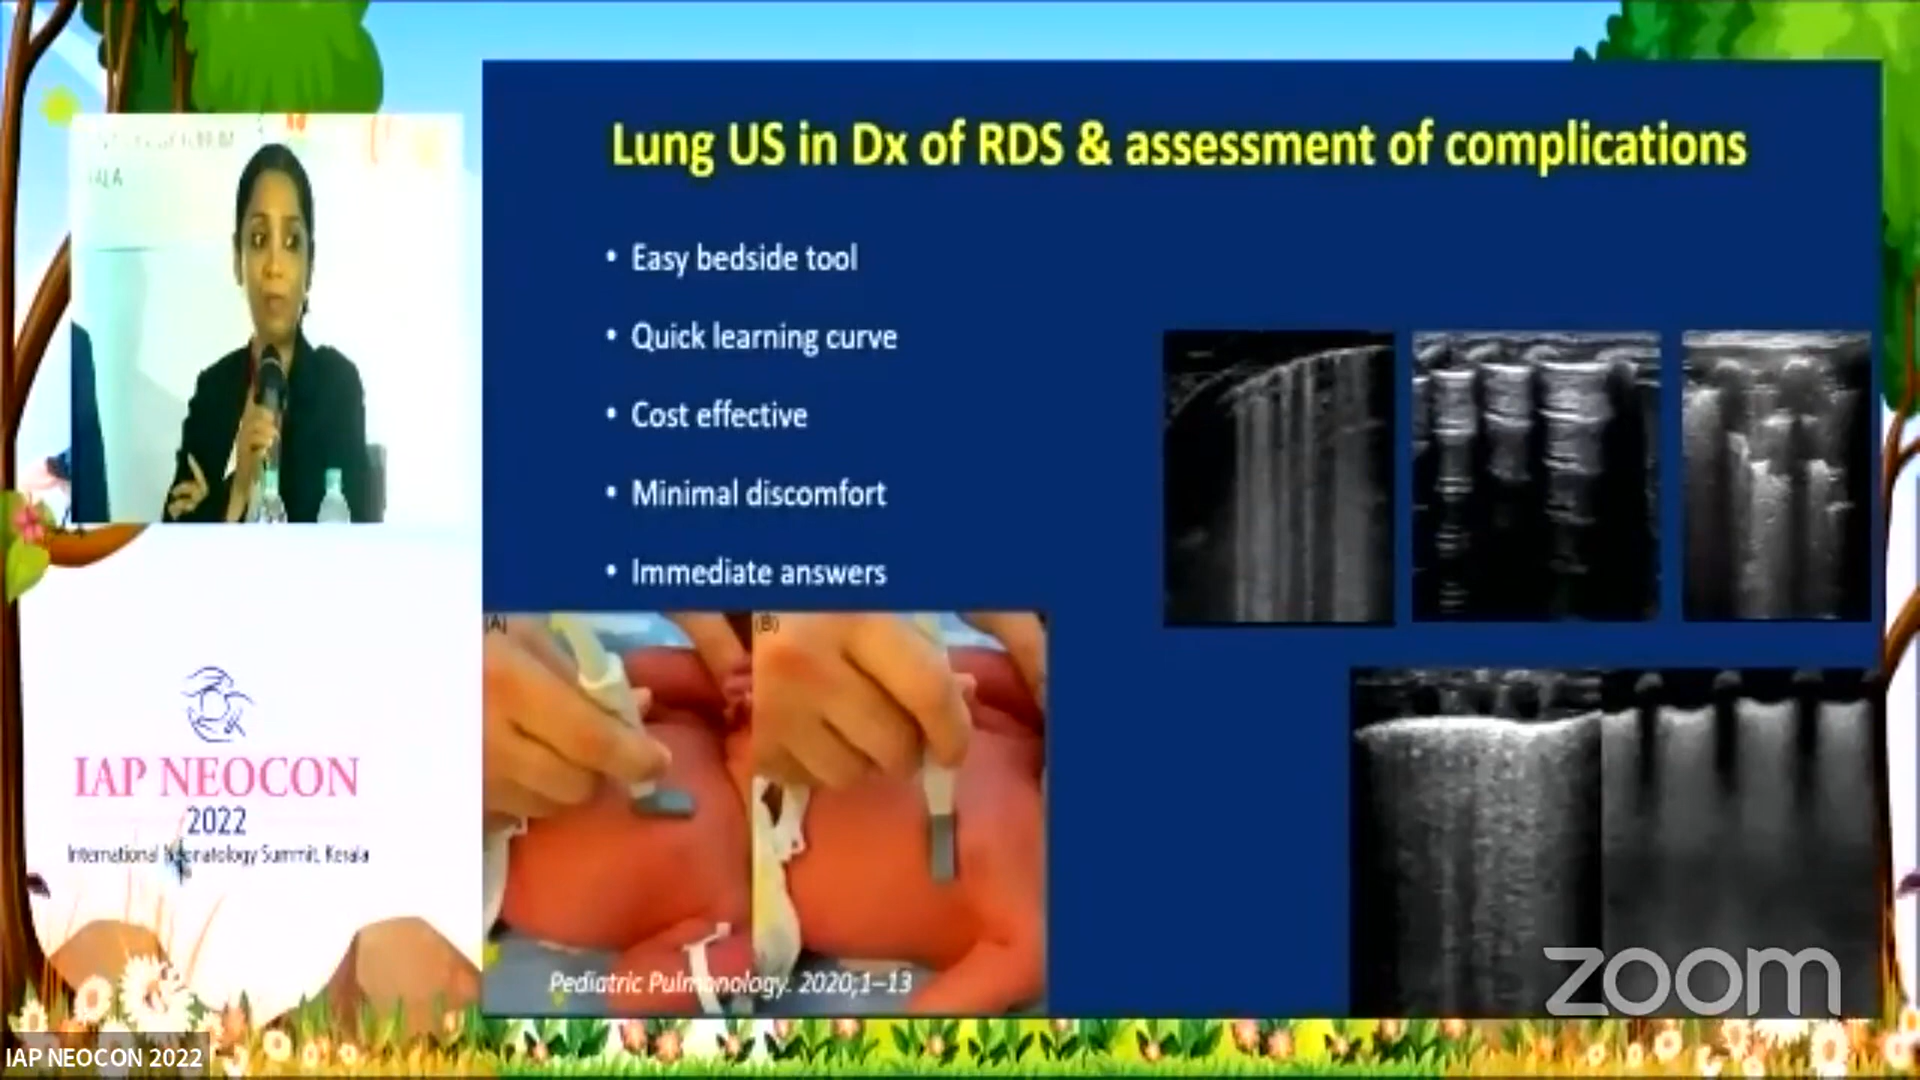 Lung US in Dx of RDS & assessment of complications
• Easy bedside tool
• Quick learning curve
• Cost effective
• Minimal discomfort
• Immediate answers
(A)
(B)
Pediatric Pulmonology. 2020;1–13
IAP NEOCON
2022
International Neonatology Summit, Kerala
zoom
IAP NEOCON 2022